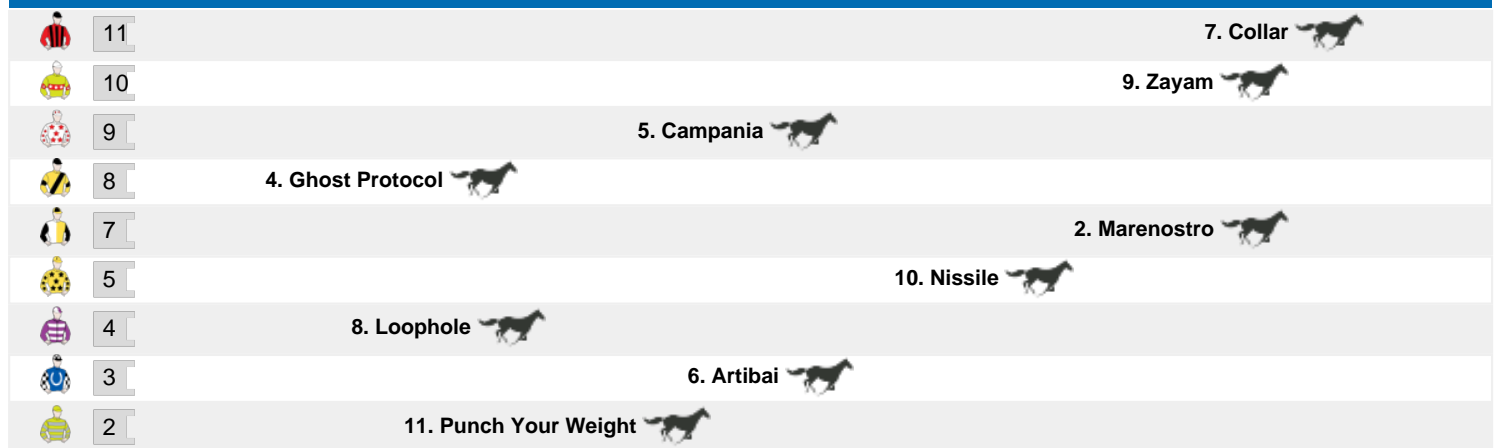 11 7. Collar
10 9. Zayam
9 5. Campania
8 4. Ghost Protocol
7 2. Marenostro
5 10. Nissile
4 8. Loophole
3 6. Artibai
2 11. Punch Your Weight